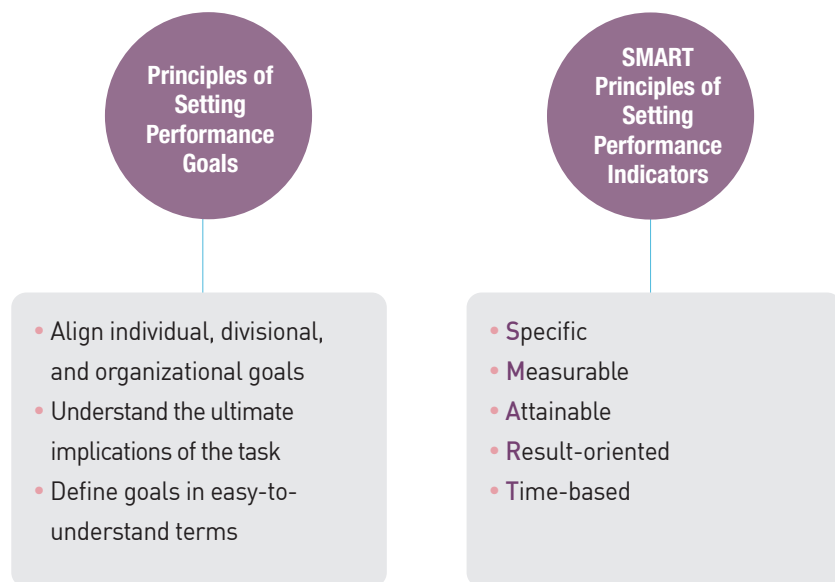 Principles of
Setting
Performance
Goals
• Align individual, divisional,
and organizational goals
• Understand the ultimate
implications of the task
• Define goals in easy-to-
understand terms
SMART
Principles of
Setting
Performance
Indicators
• Specific
• Measurable
• Attainable
• Result-oriented
• Time-based